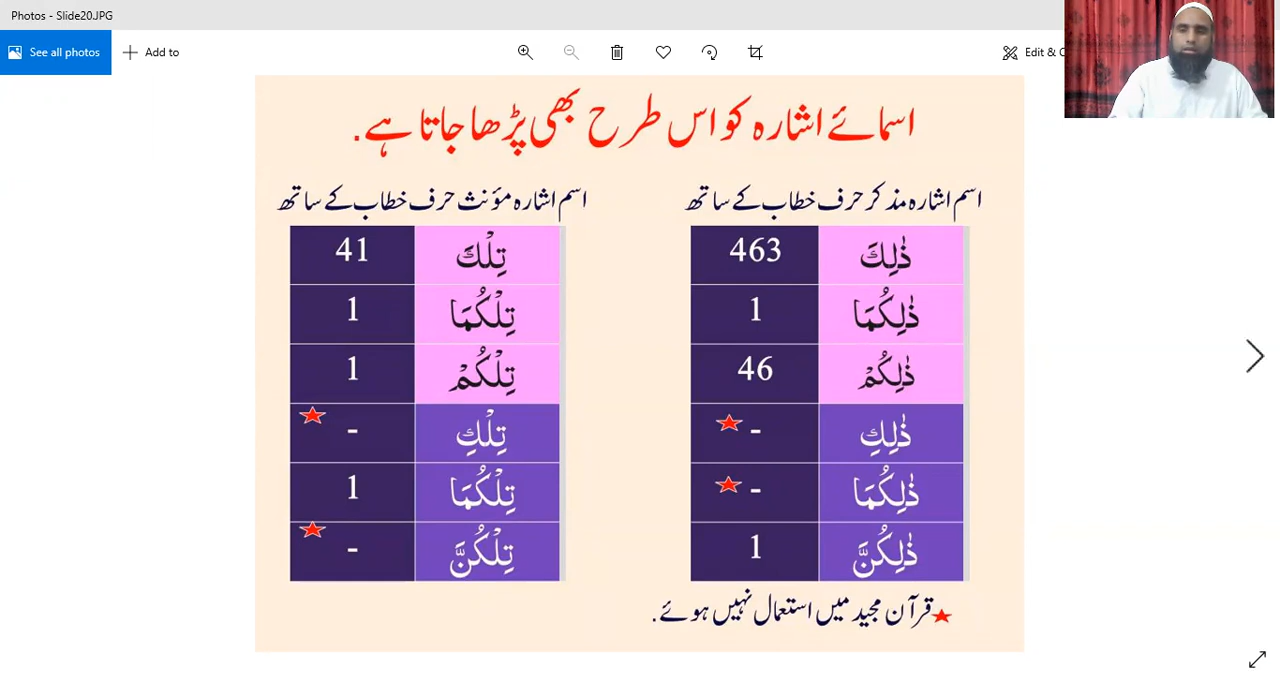 Photos - Slide20.JPG
See all photos
Add to
Edit & C
اسمائے اشارہ کو اس طرح بھی پڑھا جاتا ہے.
اسم اشارہ مذکر حرف خطاب کے ساتھ
ذٰلِكَ 463
ذٰلِكُمَا 1
ذٰلِكُمْ 46
ذٰلِكِ -
ذٰلِكُمَا -
ذٰلِكُنَّ 1
اسم اشارہ مؤنث حرف خطاب کے ساتھ
تِلْكَ 41
تِلْكُمَا 1
تِلْكُمْ 1
تِلْكِ -
تِلْكُمَا 1
تِلْكُنَّ -
قرآن مجید میں استعمال نہیں ہوئے.